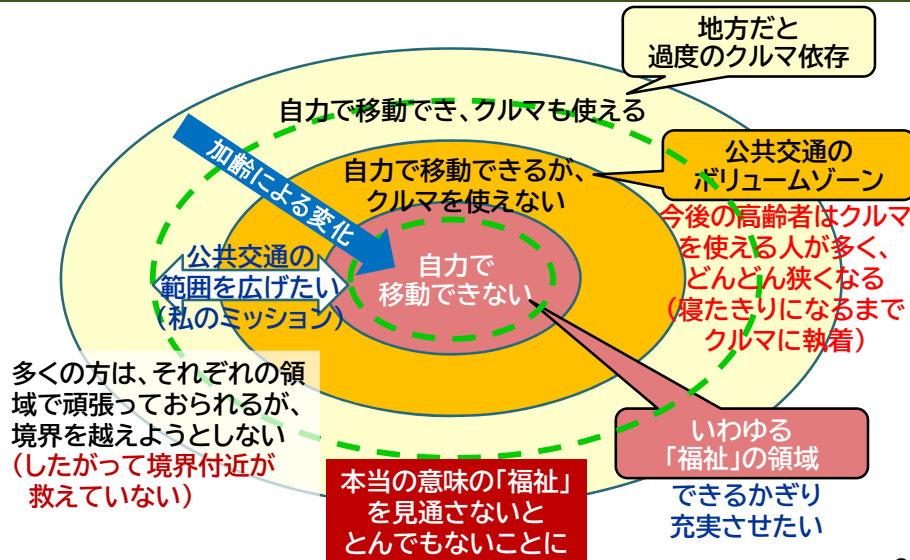 地方だと
過度のクルマ依存
自力で移動でき、クルマも使える
加齢による変化
自力で移動できるが、
クルマを使えない
公共交通の
ボリュームゾーン
今後の高齢者はクルマ
を使える人が多く、
どんどん狭くなる
(寝たきりになるまで
クルマに執着)
公共交通の
範囲を広げたい
(私のミッション)
自力で
移動できない
多くの方は、それぞれの領
域で頑張っておられるが、
境界を越えようとしない
(したがって境界付近が
救えていない)
いわゆる
「福祉」の領域
できるかぎり
充実させたい
本当の意味の「福祉」
を見通さないと
とんでもないことに